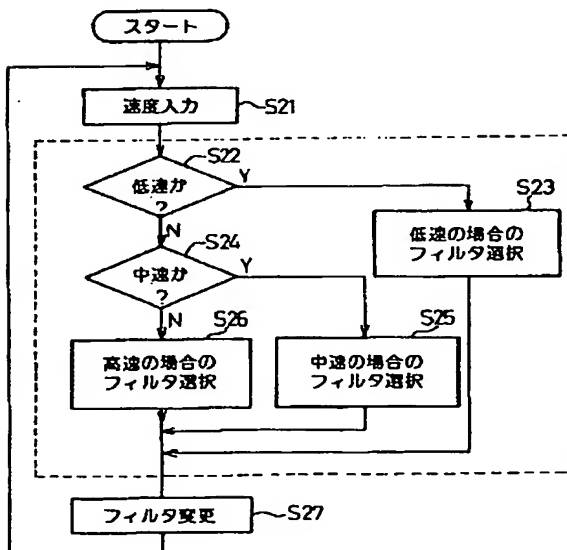 スタート
速度入力
S21
S22
低速か
?
Y
N
S23
低速の場合の
フィルタ選択
S24
中速か
?
Y
N
S25
中速の場合の
フィルタ選択
S26
高速の場合の
フィルタ選択
フィルタ変更
S27